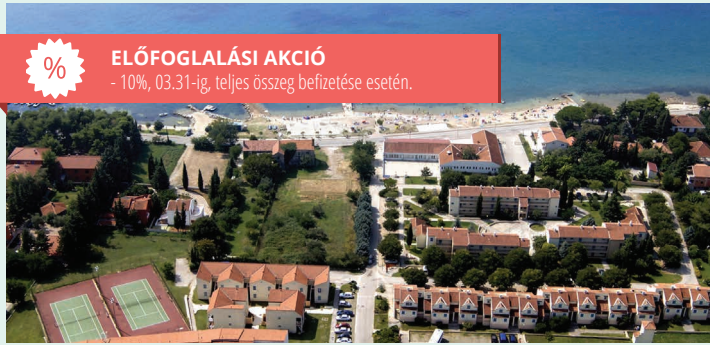 %
ELŐFOGLALÁSI AKCIÓ
- 10%, 03.31-ig, teljes összeg befizetése esetén.